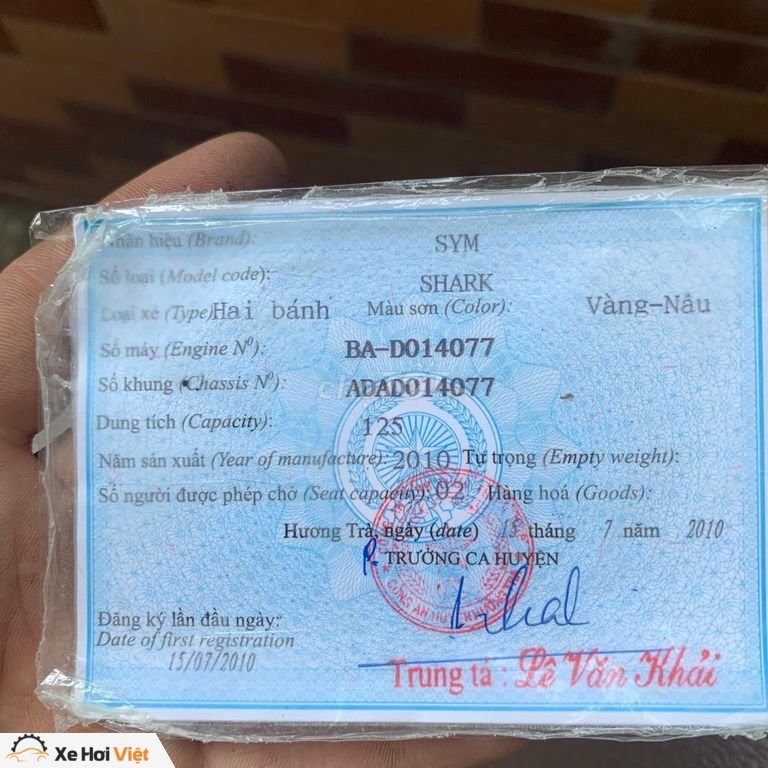 Nhãn hiệu (Brand): SYM
Số loại (Model code): SHARK
Loại xe (Type) Hai bánh Màu sơn (Color): Vàng-Nâu
Số máy (Engine Nº): BA-D014077
Số khung (Chassis Nº): ADAD014077
Dung tích (Capacity): 125
Năm sản xuất (Year of manufacture): 2010 Tự trọng (Empty weight):
Số người được phép chở (Seat capacity): 02 Hàng hoá (Goods):
Hương Trà, ngày (date) 15 tháng 7 năm 2010
P. TRƯỞNG CA HUYỆN
Đăng ký lần đầu ngày:
Date of first registration
15/07/2010
Trung tá : Lê Văn Khải
Xe Hơi Việt